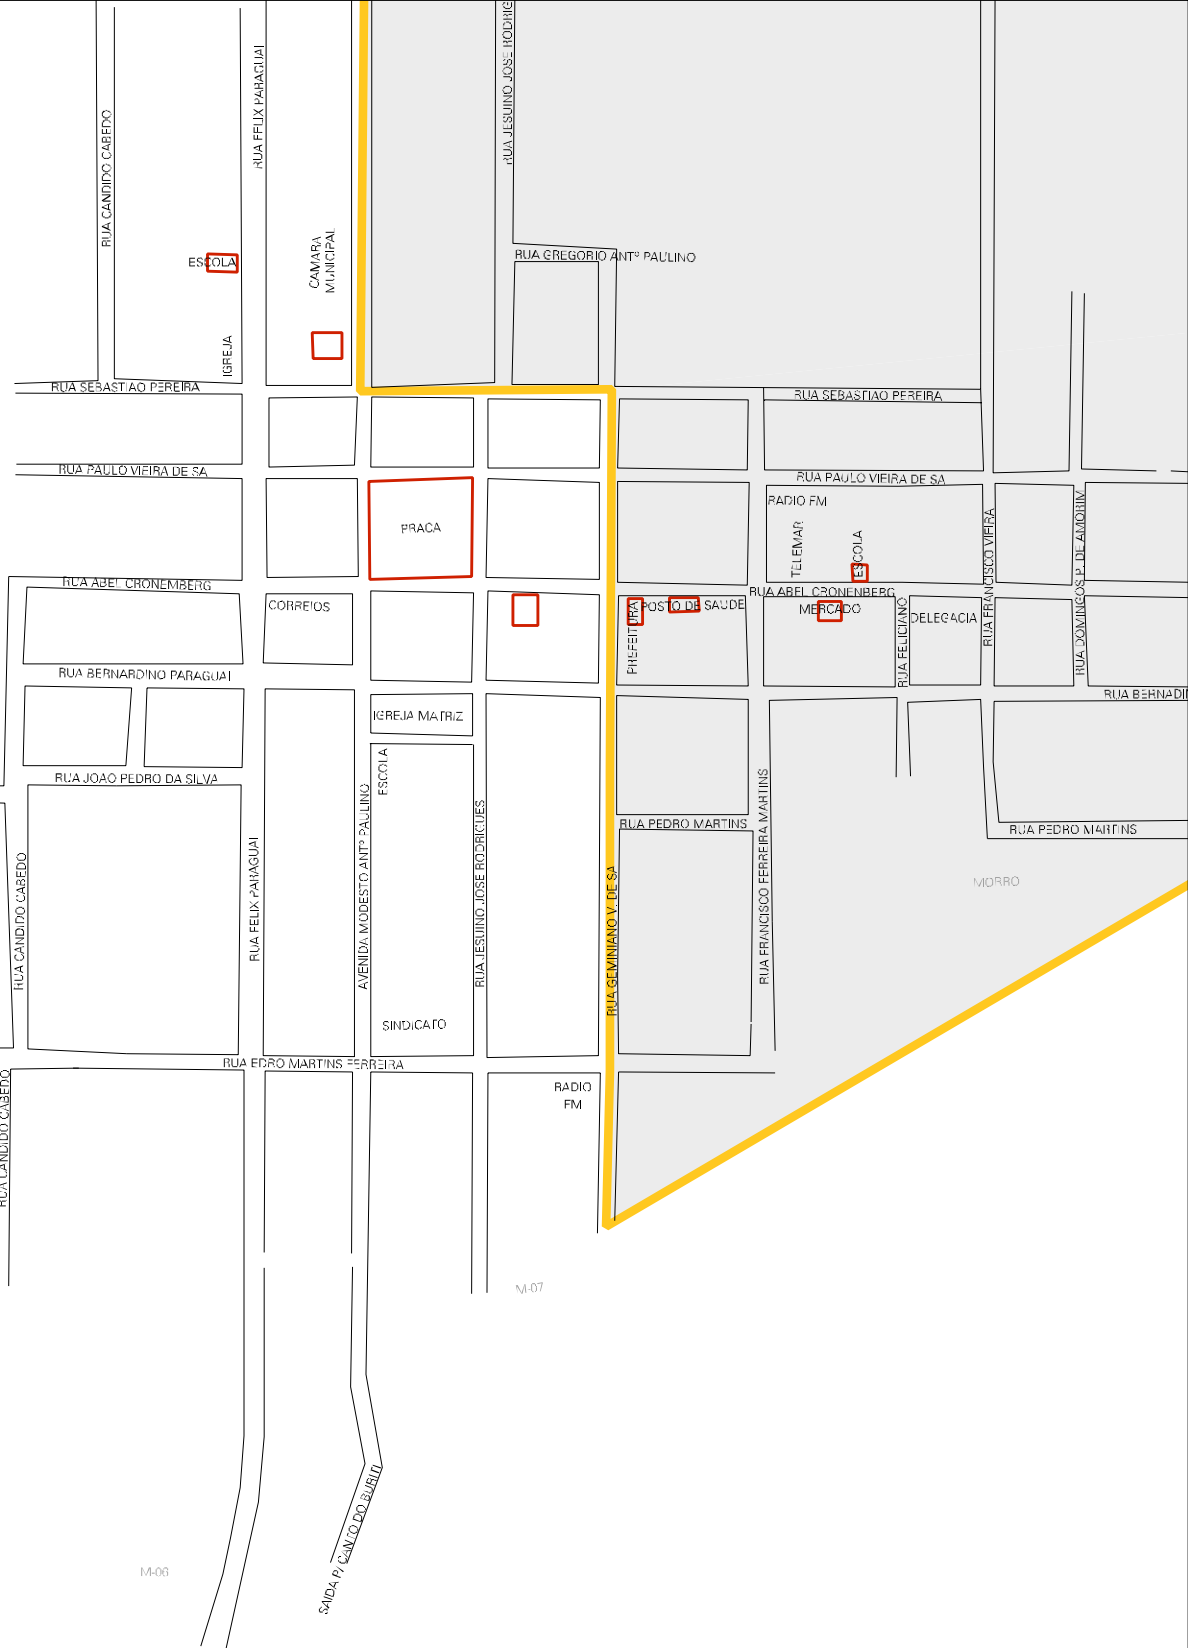 RUA JESUINO JOSE RODRIG
RUA FELIX PARAGUAI
RUA CANDIDO CABEDO
CAMARA
MUNICIPAL
RUA GREGORIO ANTº PAULINO
ESCOLA
IGREJA
RUA SEBASTIAO PEREIRA
RUA SEBASTIAO PEREIRA
RUA PAULO VIEIRA DE SA
RUA PAULO VIEIRA DE SA
RADIO FM
PRACA
TELEMAR
ESCOLA
RUA FRANCISCO VIEIRA
RUA DOMINGOS P. DE AMORIM
RUA ABEL CRONEMBERG
RUA ABEL CRONENBERG
CORREIOS
PREFEITURA
POSTO DE SAUDE
MERCADO
RUA FELICIANO
DELEGACIA
RUA BERNARDINO PARAGUAI
RUA BERNADI
IGREJA MATRIZ
ESCOLA
RUA JOAO PEDRO DA SILVA
RUA PEDRO MARTINS
RUA PEDRO MARTINS
RUA CANDIDO CABEDO
RUA FELIX PARAGUAI
AVENIDA MODESTO ANTº PAULINO
RUA JESUINO JOSE RODRIGUES
RUA GEMINIANO V. DE SA
RUA FRANCISCO FERREIRA MARTINS
MORRO
SINDICATO
RUA EDRO MARTINS FERREIRA
RADIO
FM
RUA CANDIDO CABEDO
M-07
SAIDA P/ CANTO DO BURITI
M-06